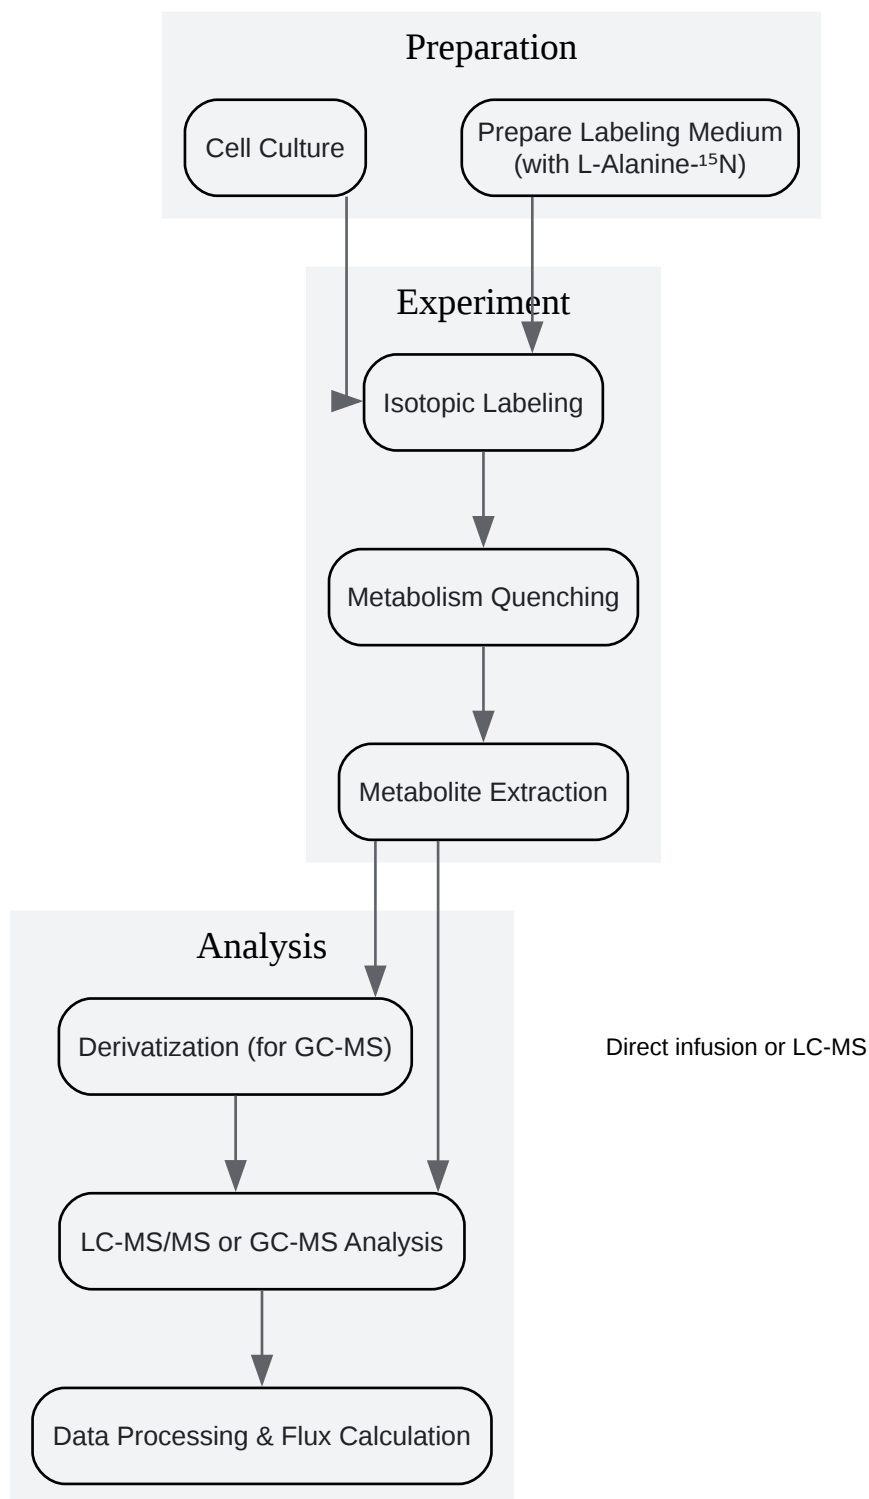 Preparation
Cell Culture
Prepare Labeling Medium
(with L-Alanine-¹⁵N)
Experiment
Isotopic Labeling
Metabolism Quenching
Metabolite Extraction
Analysis
Derivatization (for GC-MS)
Direct infusion or LC-MS
LC-MS/MS or GC-MS Analysis
Data Processing & Flux Calculation